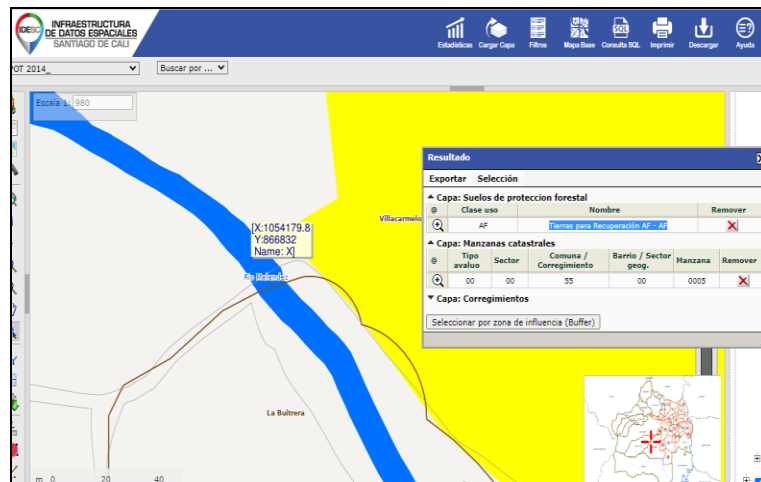 IDESC
INFRAESTRUCTURA
DE DATOS ESPACIALES
SANTIAGO DE CALI
Estadísticas Cargar Capa Filtros Mapa Base Consulta SQL Imprimir Descargar Ayuda
SQL
POT 2014_
Buscar por ...
Escala 1: 980
Resultado
Exportar Selección
Capa: Suelos de proteccion forestal
@ Clase uso Nombre Remover
AF Tierras para Recuperación AF - AF
Capa: Manzanas catastrales
@ Tipo avaluo Sector Comuna / Corregimiento Barrio / Sector geog. Manzana Remover
00 00 55 00 0005
Capa: Corregimientos
Seleccionar por zona de influencia (Buffer)
Villacarmelo
[X:1054179.8
Y:866832
Name: X]
Rio Melendez
La Buitrera
m 0 20 40